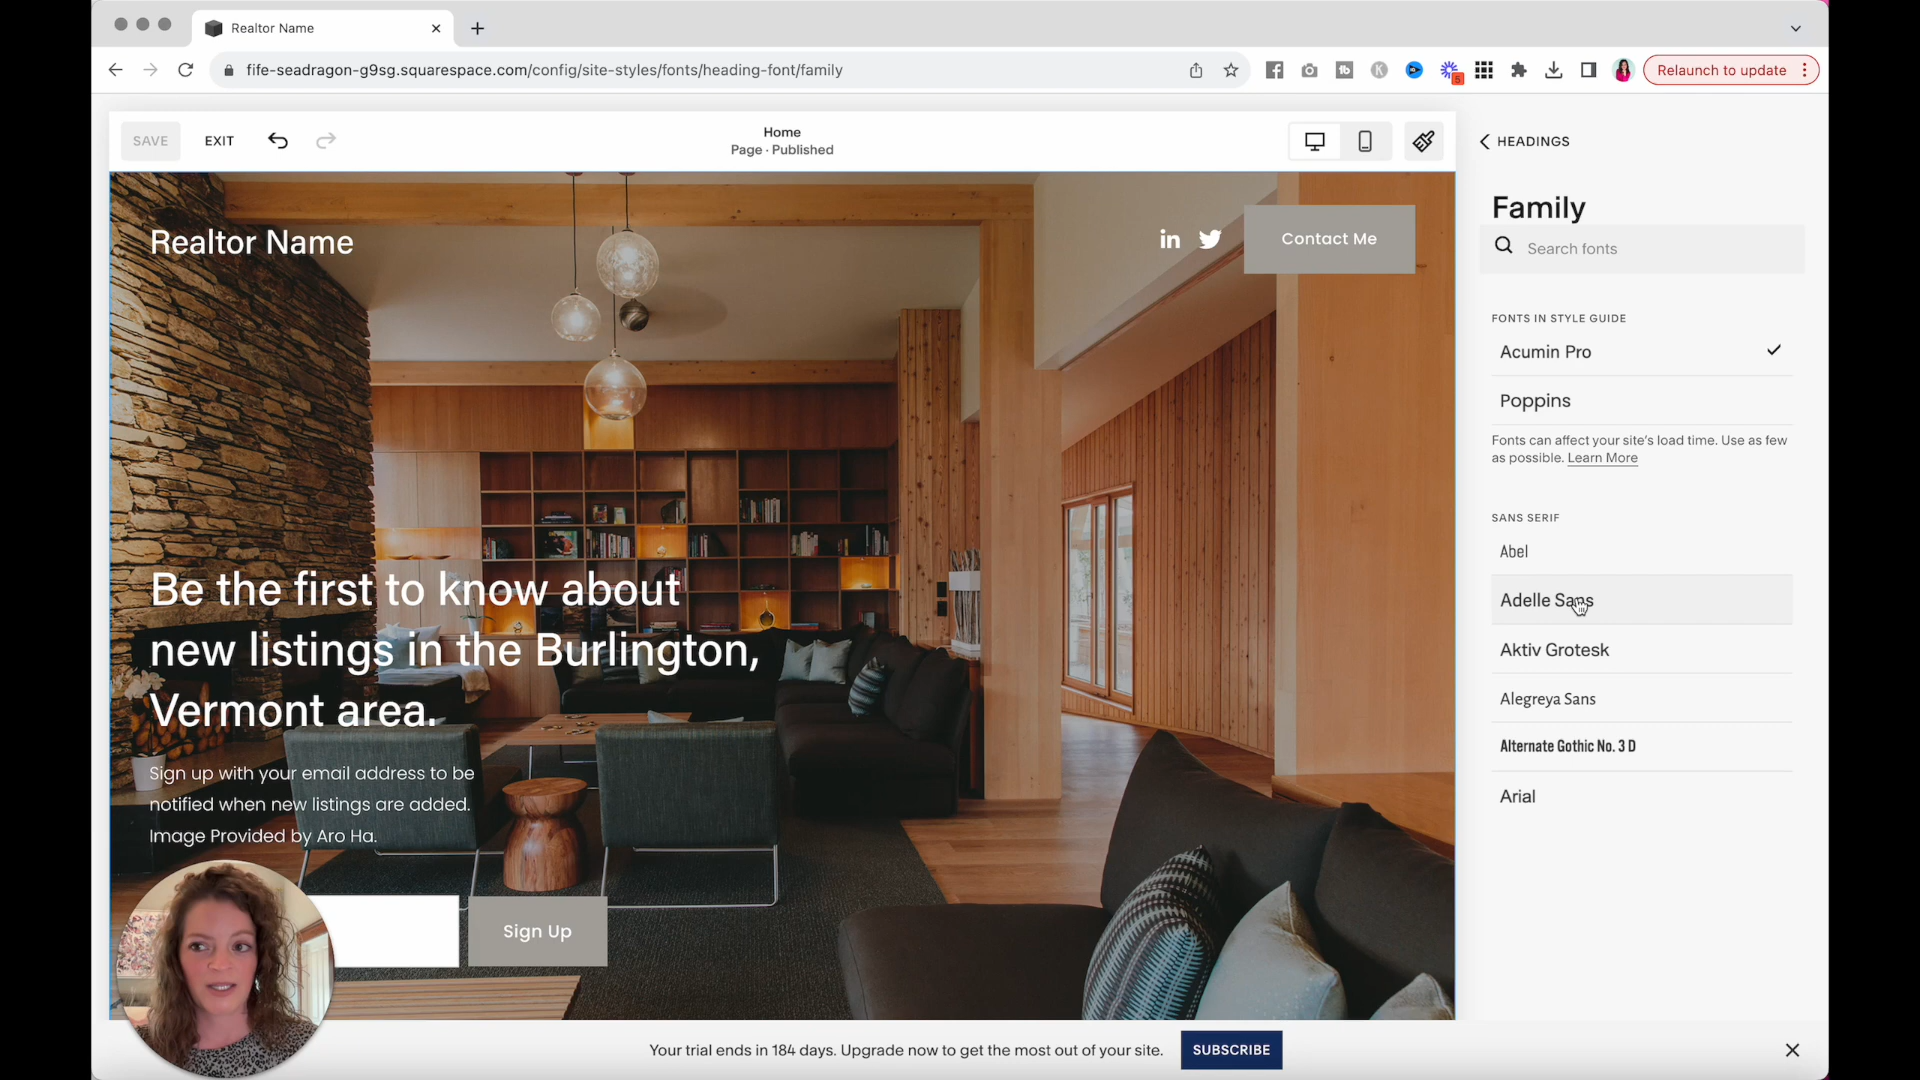 Realtor Name
fife-seadragon-g9sg.squarespace.com/config/site-styles/fonts/heading-font/family
5
Relaunch to update
SAVE
EXIT
Home
Page · Published
HEADINGS
Realtor Name
in
Contact Me
Family
Search fonts
FONTS IN STYLE GUIDE
Acumin Pro
Poppins
Fonts can affect your site's load time. Use as few
as possible. Learn More
SANS SERIF
Abel
Adelle Sans
Aktiv Grotesk
Alegreya Sans
Alternate Gothic No. 3 D
Arial
Be the first to know about
new listings in the Burlington,
Vermont area.
Sign up with your email address to be
notified when new listings are added.
Image Provided by Aro Ha.
Sign Up
Your trial ends in 184 days. Upgrade now to get the most out of your site.
SUBSCRIBE